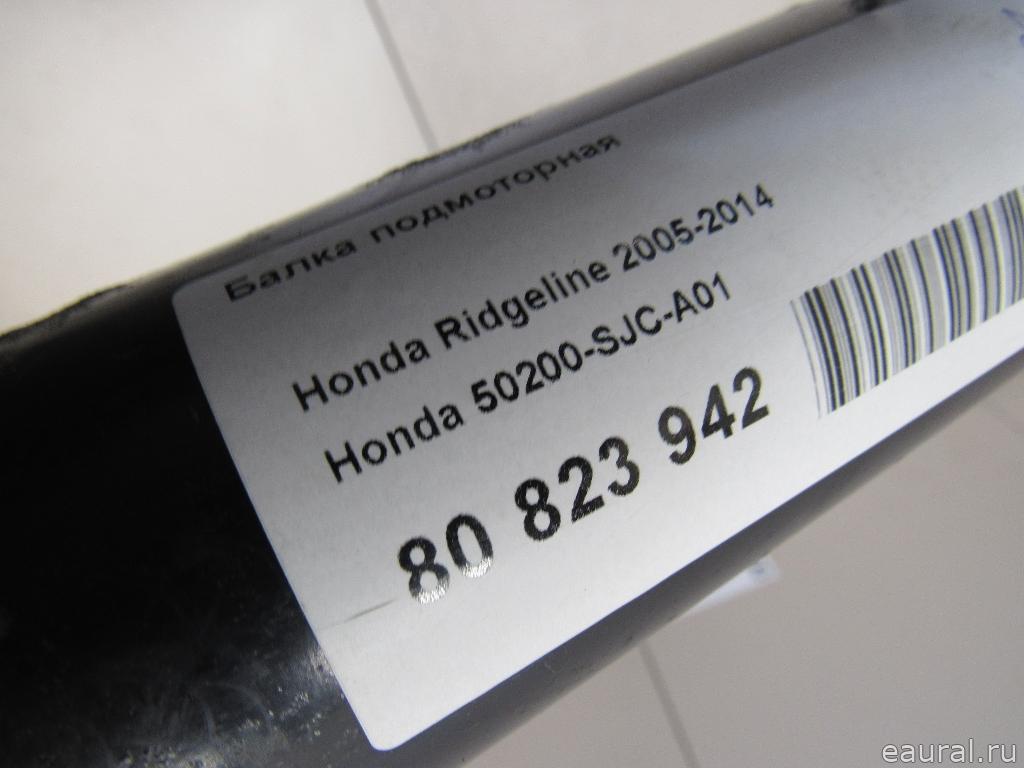 Балка подмоторная
Honda Ridgeline 2005-2014
Honda 50200-SJC-A01
80 823 942
eaural.ru